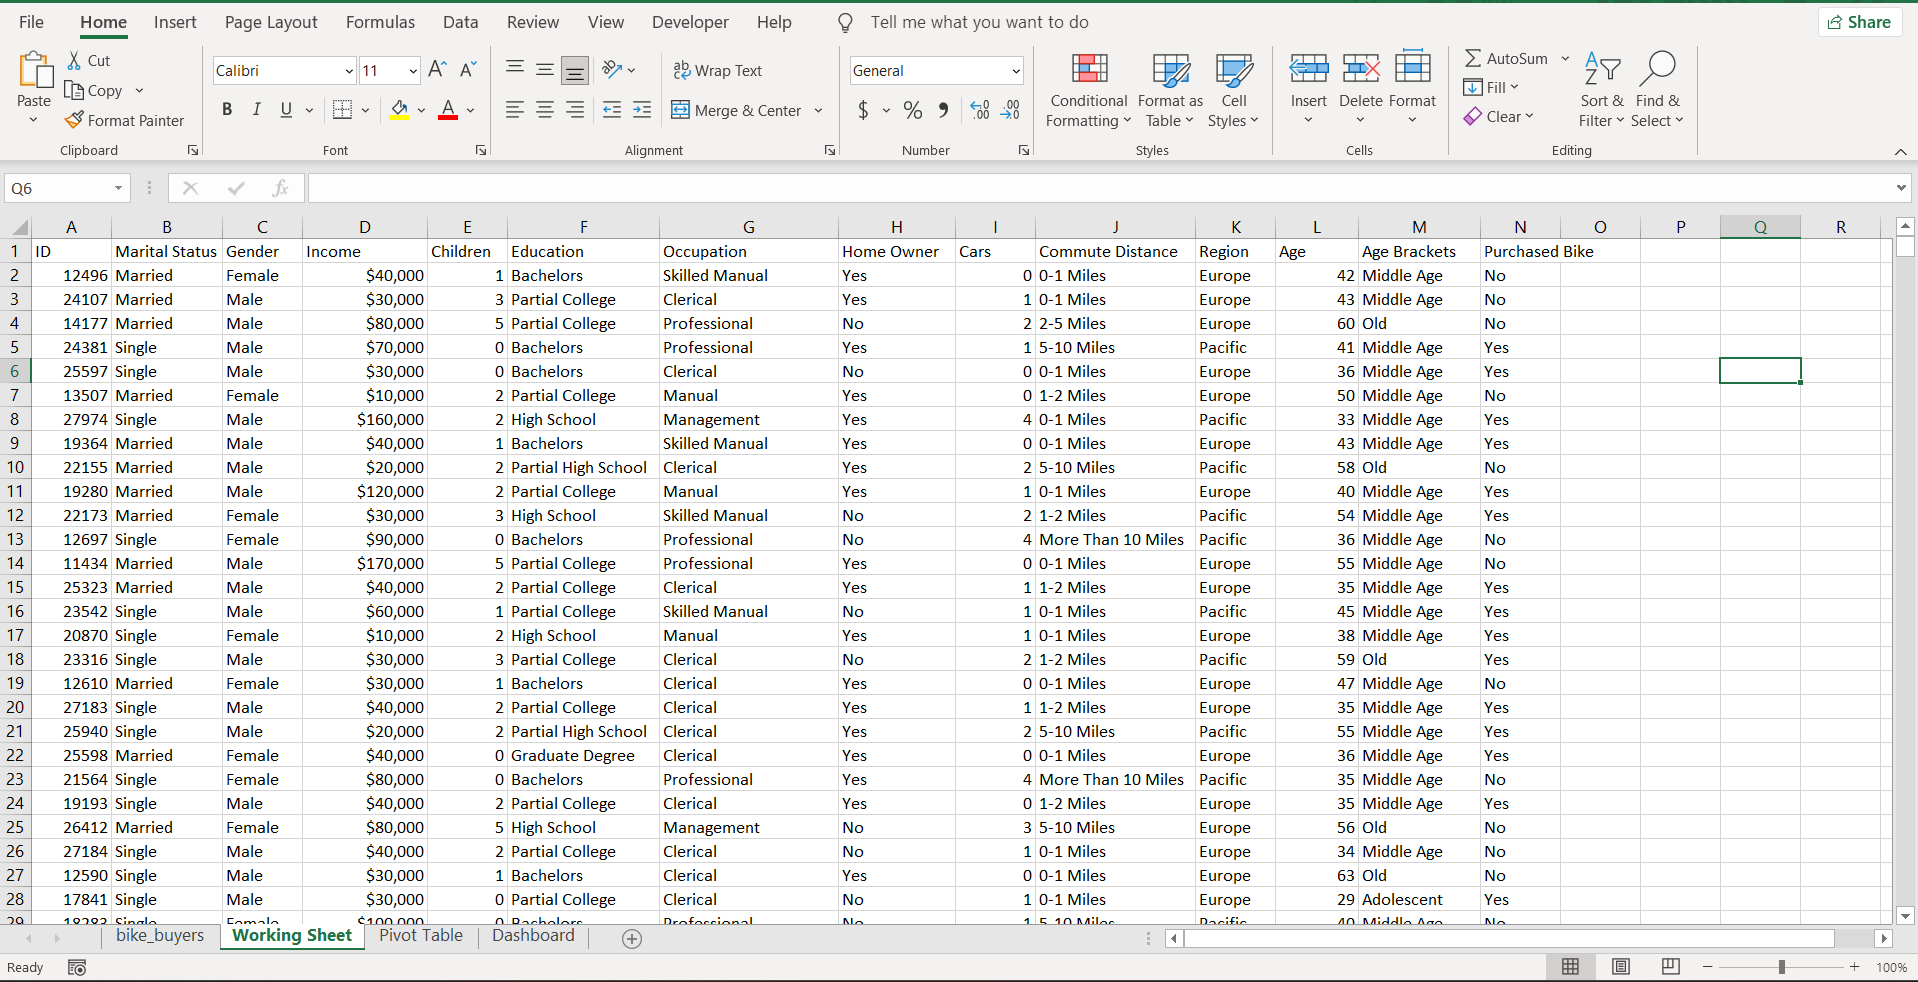 File Home Insert Page Layout Formulas Data Review View Developer Help Tell me what you want to do Share
Paste Cut Copy Format Painter Clipboard
Calibri 11 B I U A Font
Wrap Text Merge & Center Alignment
General $ % Number
Conditional Formatting Format as Table Cell Styles Styles
Insert Delete Format Cells
AutoSum Fill Clear Sort & Filter Find & Select Editing
Q6 fx
A B C D E F G H I J K L M N O P Q R
1 ID Marital Status Gender Income Children Education Occupation Home Owner Cars Commute Distance Region Age Age Brackets Purchased Bike
2 12496 Married Female $40,000 1 Bachelors Skilled Manual Yes 0 0-1 Miles Europe 42 Middle Age No
3 24107 Married Male $30,000 3 Partial College Clerical Yes 1 0-1 Miles Europe 43 Middle Age No
4 14177 Married Male $80,000 5 Partial College Professional No 2 2-5 Miles Europe 60 Old No
5 24381 Single Male $70,000 0 Bachelors Professional Yes 1 5-10 Miles Pacific 41 Middle Age Yes
6 25597 Single Male $30,000 0 Bachelors Clerical No 0 0-1 Miles Europe 36 Middle Age Yes
7 13507 Married Female $10,000 2 Partial College Manual Yes 0 1-2 Miles Europe 50 Middle Age No
8 27974 Single Male $160,000 2 High School Management Yes 4 0-1 Miles Pacific 33 Middle Age Yes
9 19364 Married Male $40,000 1 Bachelors Skilled Manual Yes 0 0-1 Miles Europe 43 Middle Age Yes
10 22155 Married Male $20,000 2 Partial High School Clerical Yes 2 5-10 Miles Pacific 58 Old No
11 19280 Married Male $120,000 2 Partial College Manual Yes 1 0-1 Miles Europe 40 Middle Age Yes
12 22173 Married Female $30,000 3 High School Skilled Manual No 2 1-2 Miles Pacific 54 Middle Age Yes
13 12697 Single Female $90,000 0 Bachelors Professional No 4 More Than 10 Miles Pacific 36 Middle Age No
14 11434 Married Male $170,000 5 Partial College Professional Yes 0 0-1 Miles Europe 55 Middle Age No
15 25323 Married Male $40,000 2 Partial College Clerical Yes 1 1-2 Miles Europe 35 Middle Age Yes
16 23542 Single Male $60,000 1 Partial College Skilled Manual No 1 0-1 Miles Pacific 45 Middle Age Yes
17 20870 Single Female $10,000 2 High School Manual Yes 1 0-1 Miles Europe 38 Middle Age Yes
18 23316 Single Male $30,000 3 Partial College Clerical No 2 1-2 Miles Pacific 59 Old Yes
19 12610 Married Female $30,000 1 Bachelors Clerical Yes 0 0-1 Miles Europe 47 Middle Age No
20 27183 Single Male $40,000 2 Partial College Clerical Yes 1 1-2 Miles Europe 35 Middle Age Yes
21 25940 Single Male $20,000 2 Partial High School Clerical Yes 2 5-10 Miles Pacific 55 Middle Age Yes
22 25598 Married Female $40,000 0 Graduate Degree Clerical Yes 0 0-1 Miles Europe 36 Middle Age Yes
23 21564 Single Female $80,000 0 Bachelors Professional Yes 4 More Than 10 Miles Pacific 35 Middle Age No
24 19193 Single Male $40,000 2 Partial College Clerical Yes 0 1-2 Miles Europe 35 Middle Age Yes
25 26412 Married Female $80,000 5 High School Management No 3 5-10 Miles Europe 56 Old No
26 27184 Single Male $40,000 2 Partial College Clerical No 1 0-1 Miles Europe 34 Middle Age No
27 12590 Single Male $30,000 1 Bachelors Clerical Yes 0 0-1 Miles Europe 63 Old No
28 17841 Single Male $30,000 0 Partial College Clerical No 1 0-1 Miles Europe 29 Adolescent Yes
29 18283 Single Female $100,000 0 Bachelors Professional No 1 5-10 Miles Pacific 40 Middle Age No
bike_buyers Working Sheet Pivot Table Dashboard
Ready 100%